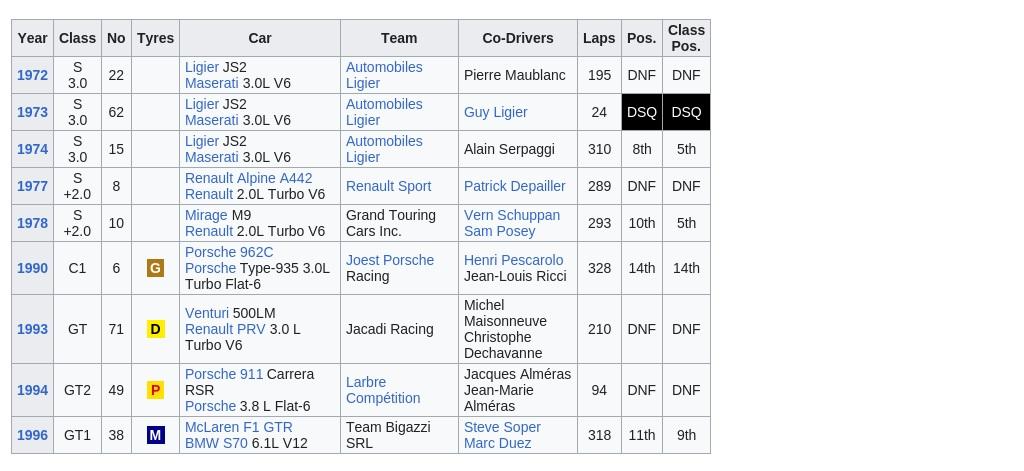 Year Class No Tyres Car Team Co-Drivers Laps Pos. Class Pos.
1972 S 3.0 22 Ligier JS2 Maserati 3.0L V6 Automobiles Ligier Pierre Maublanc 195 DNF DNF
1973 S 3.0 62 Ligier JS2 Maserati 3.0L V6 Automobiles Ligier Guy Ligier 24 DSQ DSQ
1974 S 3.0 15 Ligier JS2 Maserati 3.0L V6 Automobiles Ligier Alain Serpaggi 310 8th 5th
1977 S +2.0 8 Renault Alpine A442 Renault 2.0L Turbo V6 Renault Sport Patrick Depailler 289 DNF DNF
1978 S +2.0 10 Mirage M9 Renault 2.0L Turbo V6 Grand Touring Cars Inc. Vern Schuppan Sam Posey 293 10th 5th
1990 C1 6 G Porsche 962C Porsche Type-935 3.0L Turbo Flat-6 Joest Porsche Racing Henri Pescarolo Jean-Louis Ricci 328 14th 14th
1993 GT 71 D Venturi 500LM Renault PRV 3.0 L Turbo V6 Jacadi Racing Michel Maisonneuve Christophe Dechavanne 210 DNF DNF
1994 GT2 49 P Porsche 911 Carrera RSR Porsche 3.8 L Flat-6 Larbre Compétition Jacques Alméras Jean-Marie Alméras 94 DNF DNF
1996 GT1 38 M McLaren F1 GTR BMW S70 6.1L V12 Team Bigazzi SRL Steve Soper Marc Duez 318 11th 9th